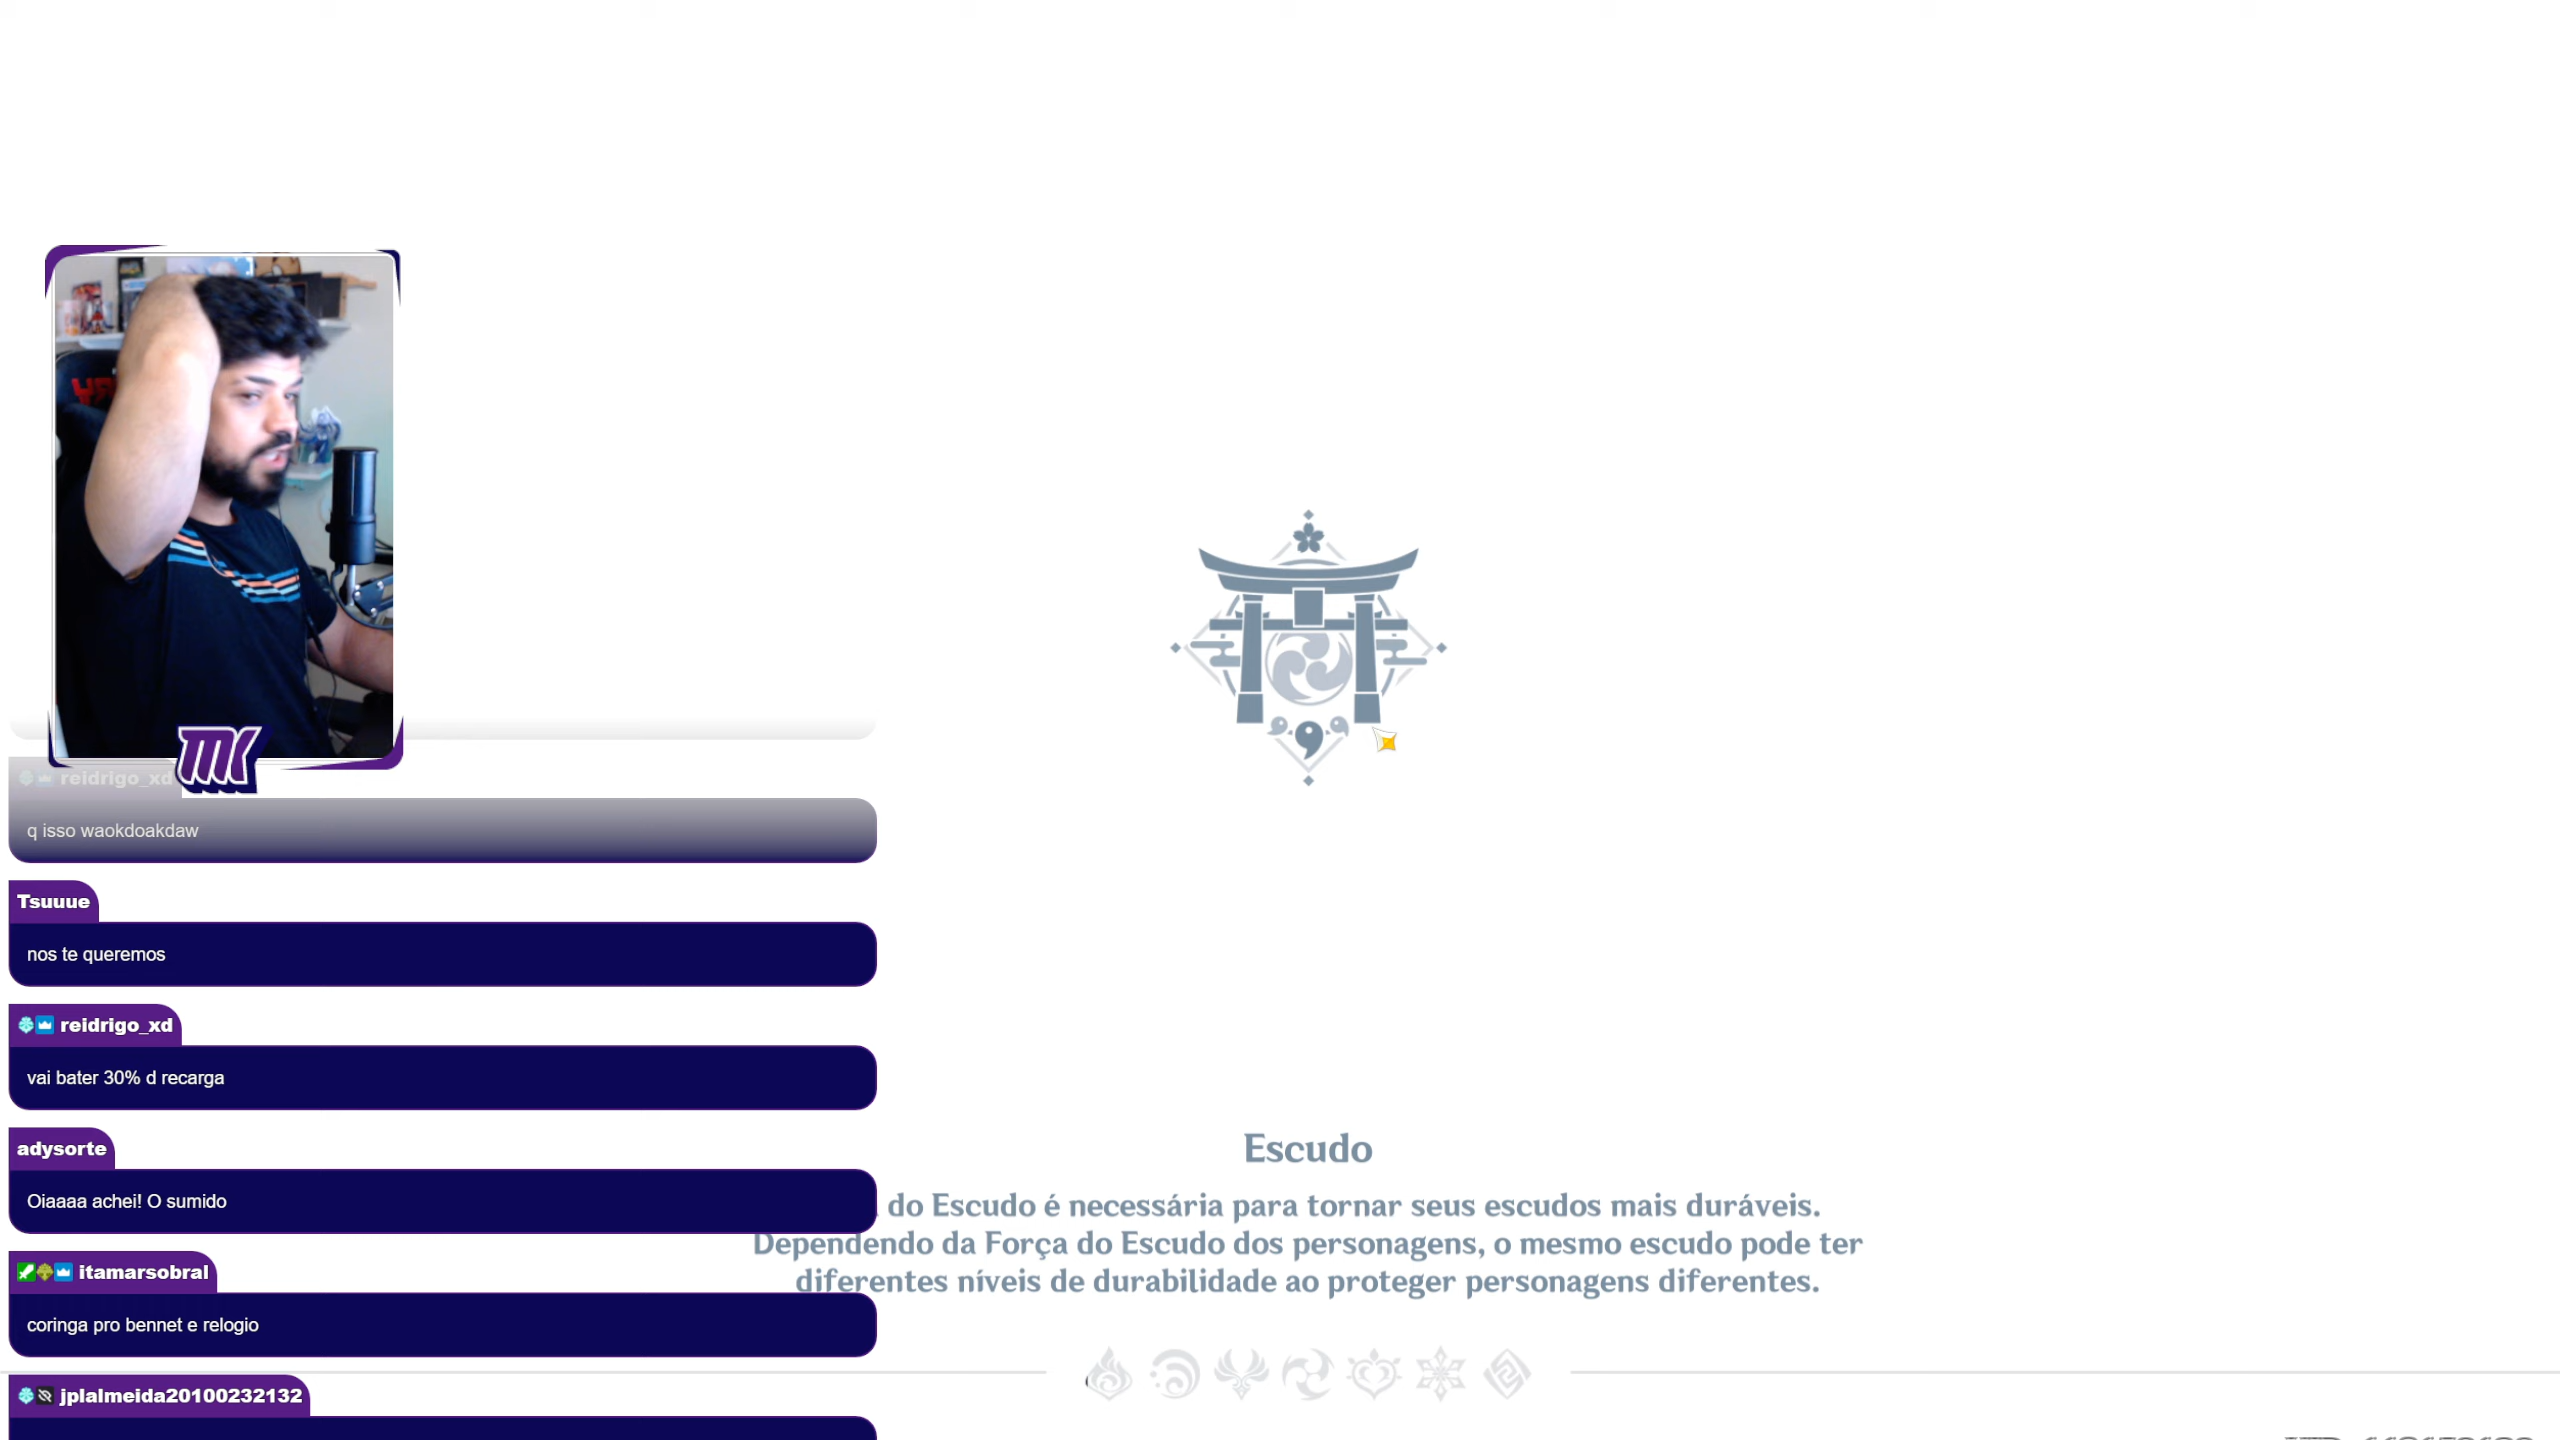 MK
reidrigo_xd
q isso waokdoakdaw
Tsuuue
nos te queremos
reidrigo_xd
vai bater 30% d recarga
adysorte
Oiaaaa achei! O sumido
itamarsobral
coringa pro bennet e relogio
jplalmeida20100232132
Escudo
do Escudo é necessária para tornar seus escudos mais duráveis.
Dependendo da Força do Escudo dos personagens, o mesmo escudo pode ter
diferentes níveis de durabilidade ao proteger personagens diferentes.